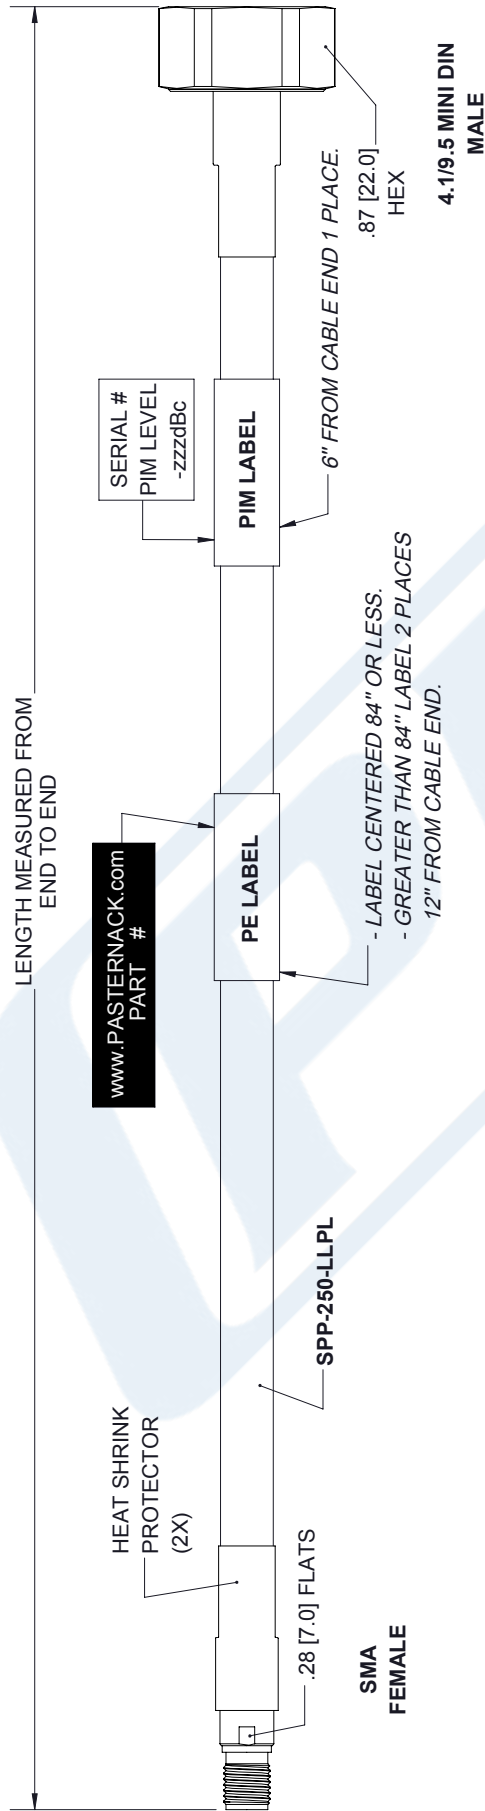 LENGTH MEASURED FROM
END TO END
HEAT SHRINK
PROTECTOR
(2X)
www.PASTERNACK.com
PART #
SERIAL #
PIM LEVEL
-zzzdBc
PE LABEL
PIM LABEL
.28 [7.0] FLATS
SMA
FEMALE
SPP-250-LLPL
- LABEL CENTERED 84" OR LESS.
- GREATER THAN 84" LABEL 2 PLACES
12" FROM CABLE END.
6" FROM CABLE END 1 PLACE.
.87 [22.0]
HEX
4.1/9.5 MINI DIN
MALE